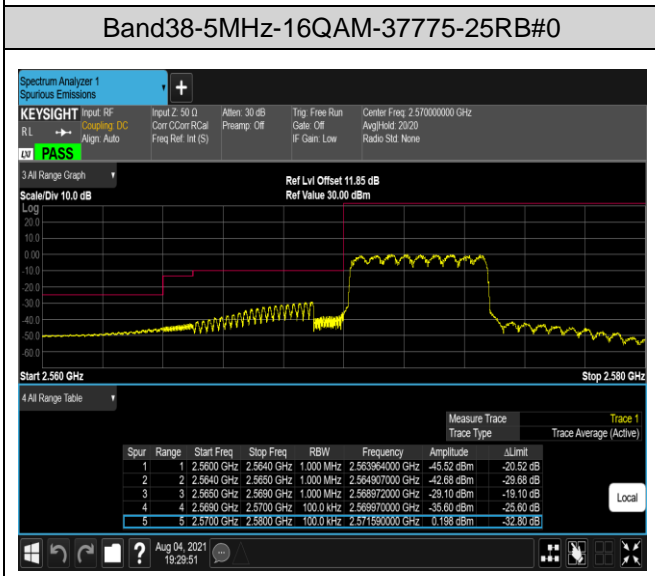 Band38-5MHz-16QAM-37775-25RB#0
Spectrum Analyzer 1
Spurious Emissions
+
KEYSIGHT Input: RF Input Z: 50 Ω Atten: 30 dB Trig: Free Run Center Freq: 2.570000000 GHz
RL Coupling: DC Corr CCorr RCal Preamp: Off Gate: Off Avg|Hold: 20/20
Align: Auto Freq Ref: Int (S) IF Gain: Low Radio Std: None
LXI PASS
3 All Range Graph
Ref Lvl Offset 11.85 dB
Scale/Div 10.0 dB Ref Value 30.00 dBm
Log
20.0
10.0
0.00
-10.0
-20.0
-30.0
-40.0
-50.0
-60.0
Start 2.560 GHz Stop 2.580 GHz
4 All Range Table
Measure Trace Trace 1
Trace Type Trace Average (Active)
Spur Range Start Freq Stop Freq RBW Frequency Amplitude ΔLimit
1 1 2.5600 GHz 2.5640 GHz 1.000 MHz 2.563964000 GHz -45.52 dBm -20.52 dB
2 2 2.5640 GHz 2.5650 GHz 1.000 MHz 2.564907000 GHz -42.68 dBm -29.68 dB
3 3 2.5650 GHz 2.5690 GHz 1.000 MHz 2.568972000 GHz -29.10 dBm -19.10 dB
4 4 2.5690 GHz 2.5700 GHz 100.0 kHz 2.569970000 GHz -35.60 dBm -25.60 dB
5 5 2.5700 GHz 2.5800 GHz 100.0 kHz 2.571590000 GHz 0.198 dBm -32.80 dB
Local
? Aug 04, 2021
19:29:51